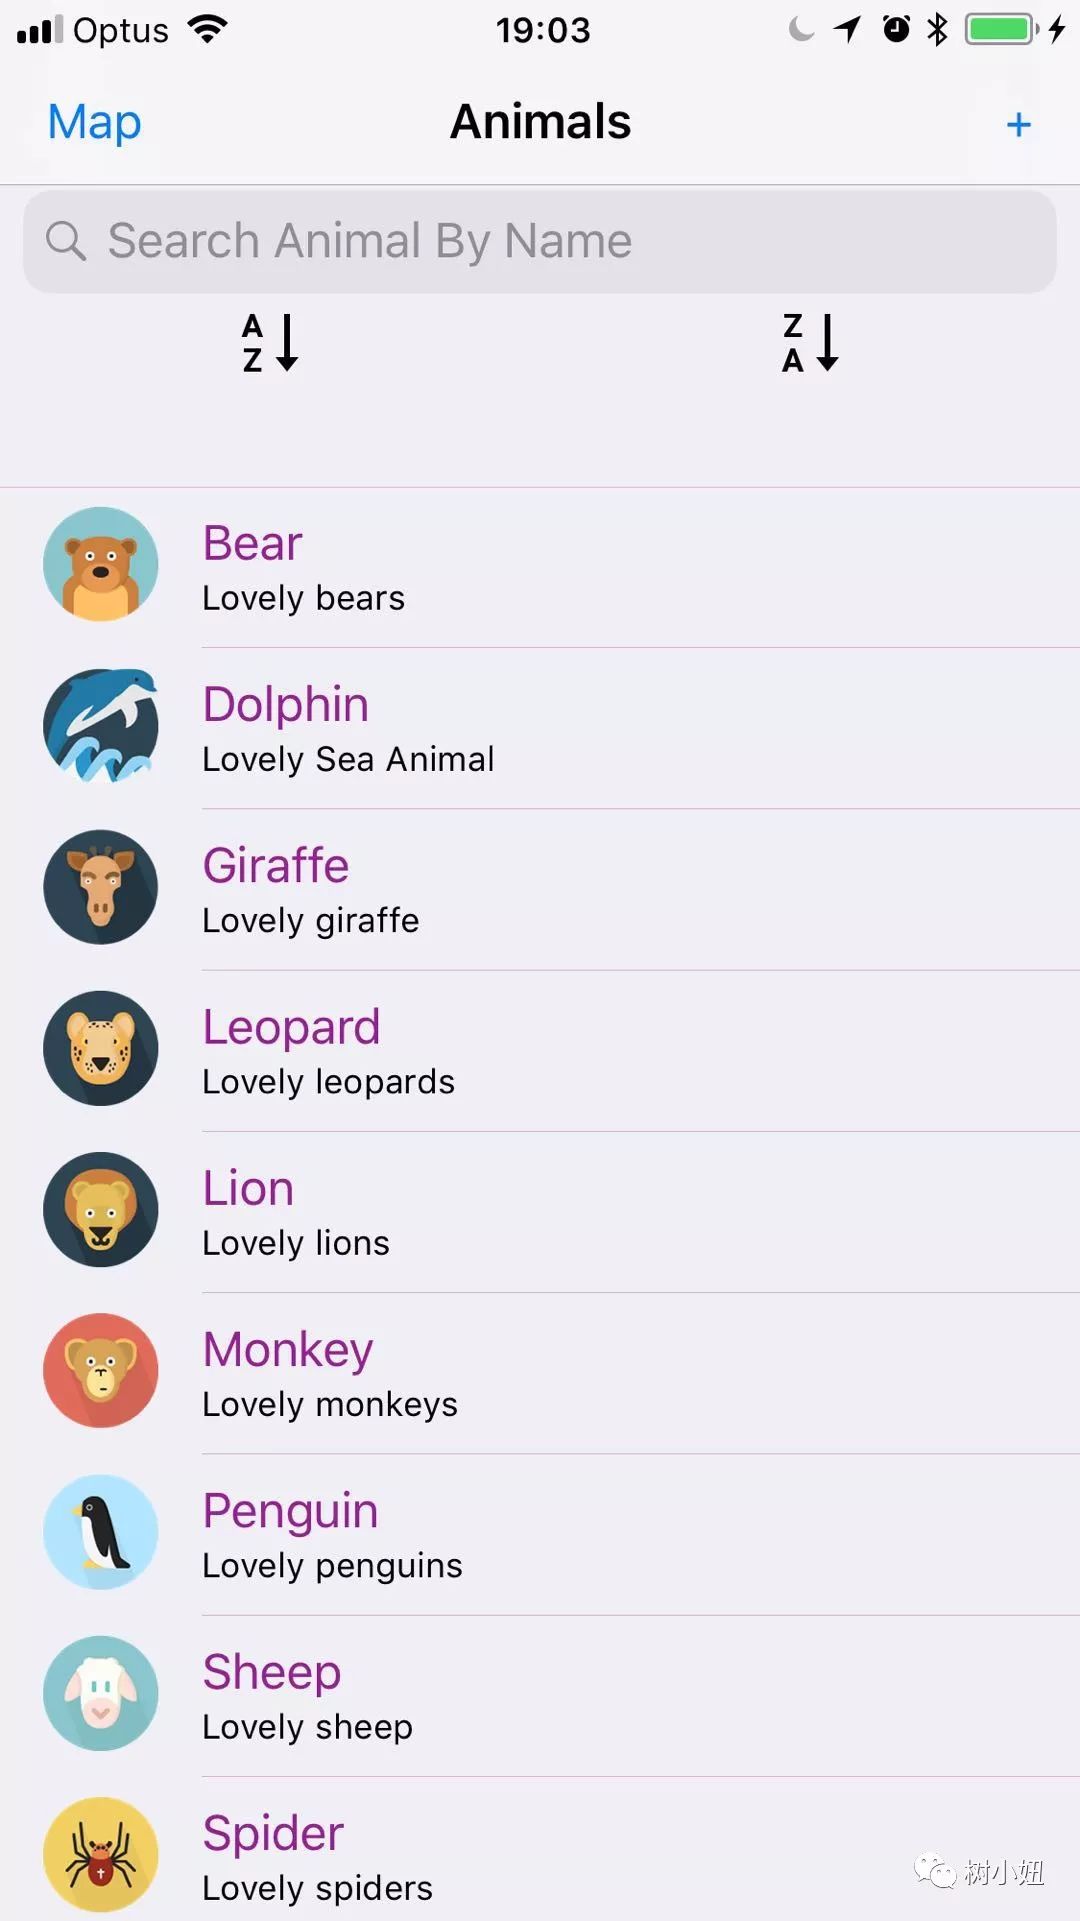 Optus 19:03
Map Animals +
Search Animal By Name
A Z
Z A
Bear
Lovely bears
Dolphin
Lovely Sea Animal
Giraffe
Lovely giraffe
Leopard
Lovely leopards
Lion
Lovely lions
Monkey
Lovely monkeys
Penguin
Lovely penguins
Sheep
Lovely sheep
Spider
Lovely spiders
树小妞